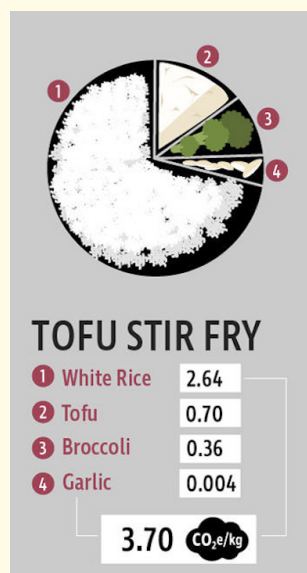 2
1
3
4
TOFU STIR FRY
1 White Rice 2.64
2 Tofu 0.70
3 Broccoli 0.36
4 Garlic 0.004
3.70 CO₂e/kg